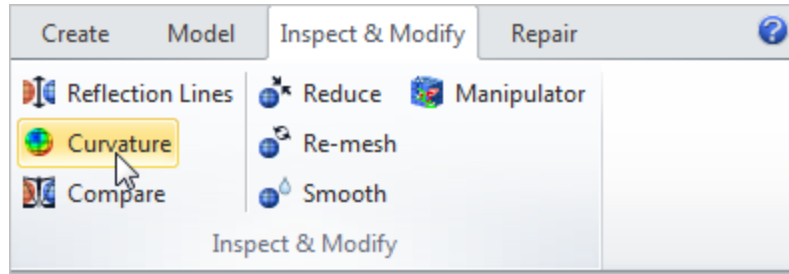 Create Model Inspect & Modify Repair ?
Reflection Lines Reduce Manipulator
Curvature Re-mesh
Compare Smooth
Inspect & Modify